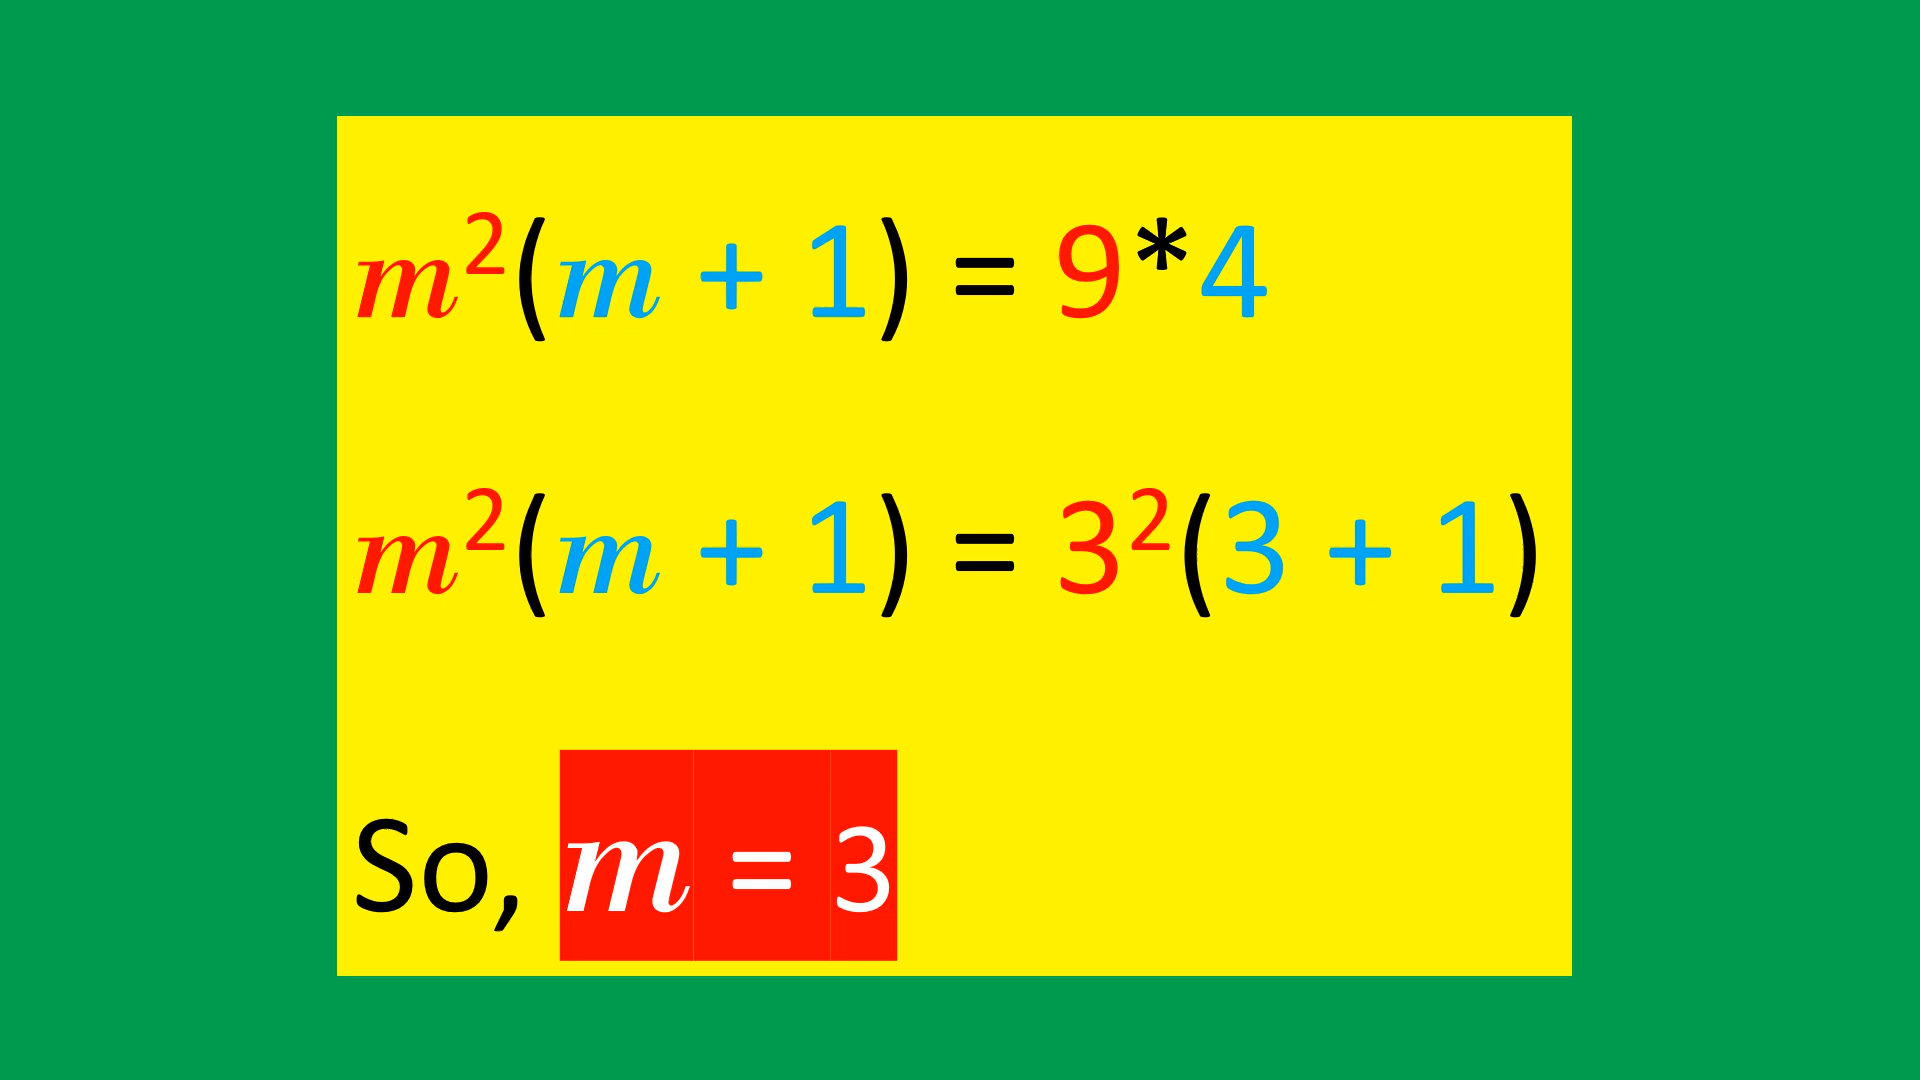 m²(m + 1) = 9*4
m²(m + 1) = 3²(3 + 1)
So, m = 3